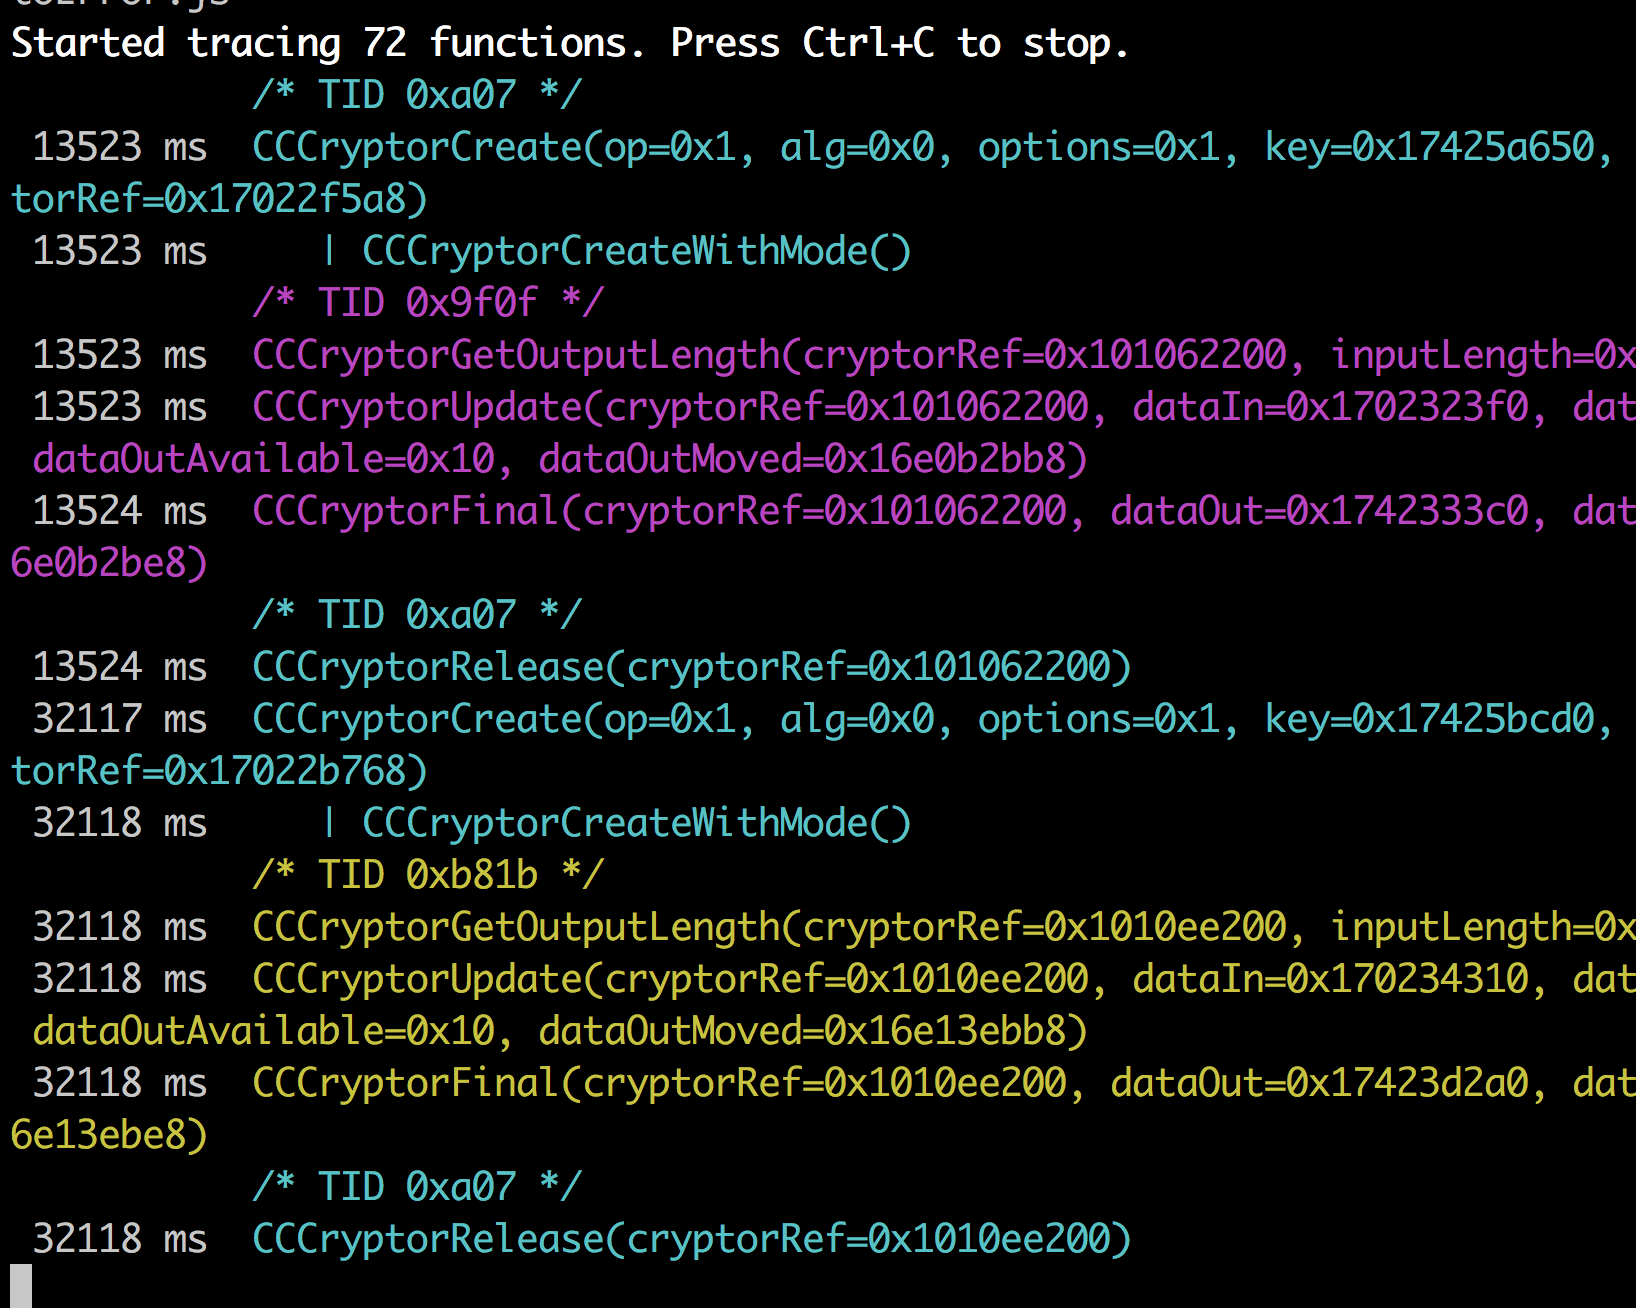 Started tracing 72 functions. Press Ctrl+C to stop.
/* TID 0xa07 */
13523 ms  CCCryptorCreate(op=0x1, alg=0x0, options=0x1, key=0x17425a650,
torRef=0x17022f5a8)
13523 ms     | CCCryptorCreateWithMode()
/* TID 0x9f0f */
13523 ms  CCCryptorGetOutputLength(cryptorRef=0x101062200, inputLength=0x
13523 ms  CCCryptorUpdate(cryptorRef=0x101062200, dataIn=0x1702323f0, dat
dataOutAvailable=0x10, dataOutMoved=0x16e0b2bb8)
13524 ms  CCCryptorFinal(cryptorRef=0x101062200, dataOut=0x1742333c0, dat
6e0b2be8)
/* TID 0xa07 */
13524 ms  CCCryptorRelease(cryptorRef=0x101062200)
32117 ms  CCCryptorCreate(op=0x1, alg=0x0, options=0x1, key=0x17425bcd0,
torRef=0x17022b768)
32118 ms     | CCCryptorCreateWithMode()
/* TID 0xb81b */
32118 ms  CCCryptorGetOutputLength(cryptorRef=0x1010ee200, inputLength=0x
32118 ms  CCCryptorUpdate(cryptorRef=0x1010ee200, dataIn=0x170234310, dat
dataOutAvailable=0x10, dataOutMoved=0x16e13ebb8)
32118 ms  CCCryptorFinal(cryptorRef=0x1010ee200, dataOut=0x17423d2a0, dat
6e13ebe8)
/* TID 0xa07 */
32118 ms  CCCryptorRelease(cryptorRef=0x1010ee200)